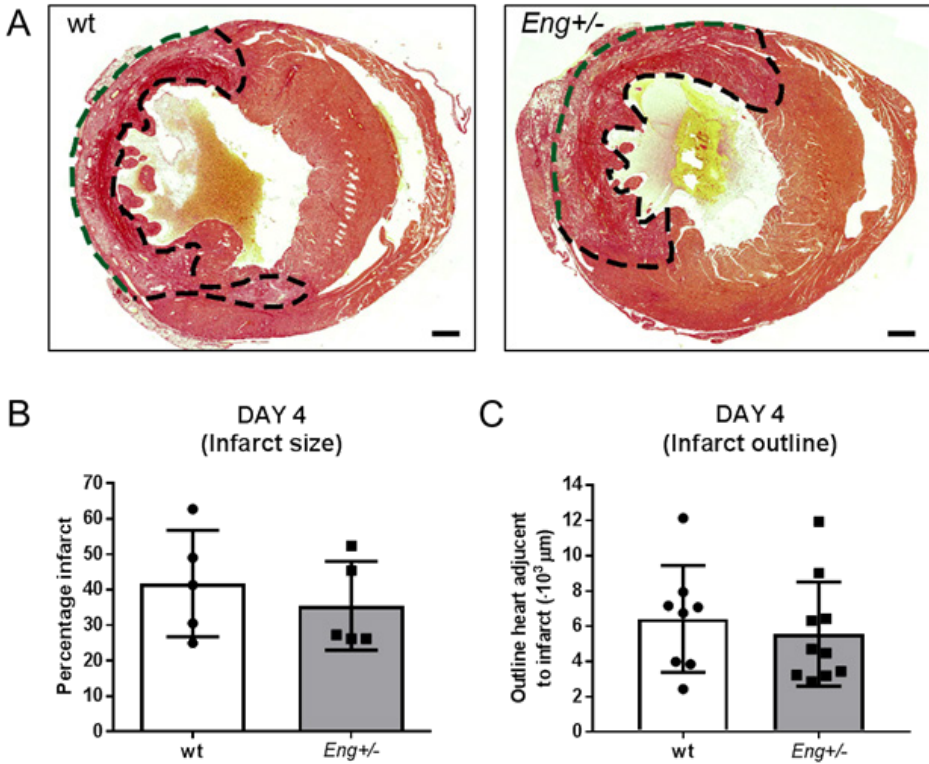 A
wt
Eng+/-
B
DAY 4
(Infarct size)
Percentage infarct
70
60
50
40
30
20
10
0
wt
Eng+/-
C
DAY 4
(Infarct outline)
Outline heart adjucent
to infarct (·10³ μm)
14
12
10
8
6
4
2
0
wt
Eng+/-